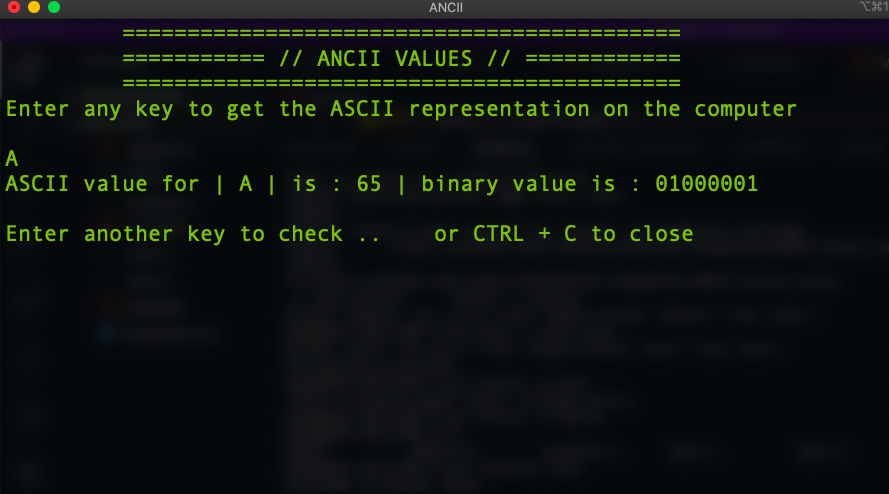 ANCII
⌥⌘1
===========================================
=========== // ANCII VALUES // ============
===========================================
Enter any key to get the ASCII representation on the computer
A
ASCII value for | A | is : 65 | binary value is : 01000001
Enter another key to check ..    or CTRL + C to close